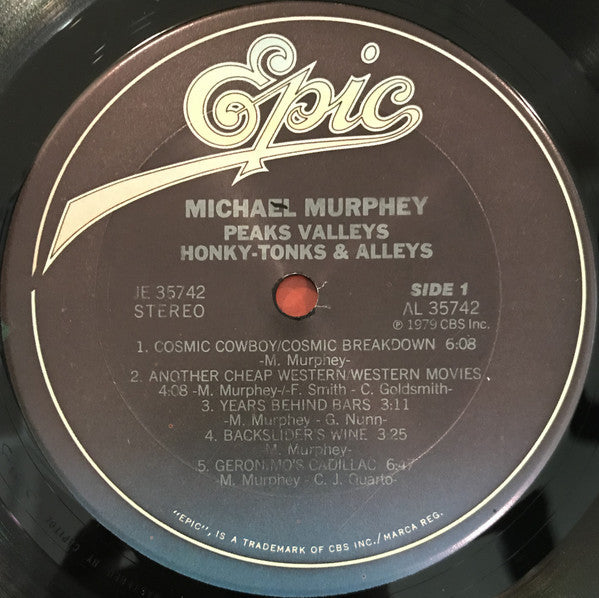 Epic
MICHAEL MURPHEY
PEAKS VALLEYS
HONKY-TONKS & ALLEYS
JE 35742
STEREO
SIDE 1
AL 35742
℗ 1979 CBS Inc.
1. COSMIC COWBOY/COSMIC BREAKDOWN 6:08
-M. Murphey-
2. ANOTHER CHEAP WESTERN/WESTERN MOVIES
4:08 -M. Murphey-/-F. Smith - C. Goldsmith-
3. YEARS BEHIND BARS 3:11
-M. Murphey - G. Nunn-
4. BACKSLIDER'S WINE 3:25
-M. Murphey-
5. GERONIMO'S CADILLAC 6:47
-M. Murphey - C. J. Quarto-
"EPIC", IS A TRADEMARK OF CBS INC./MARCA REG.
BY CAPITOL